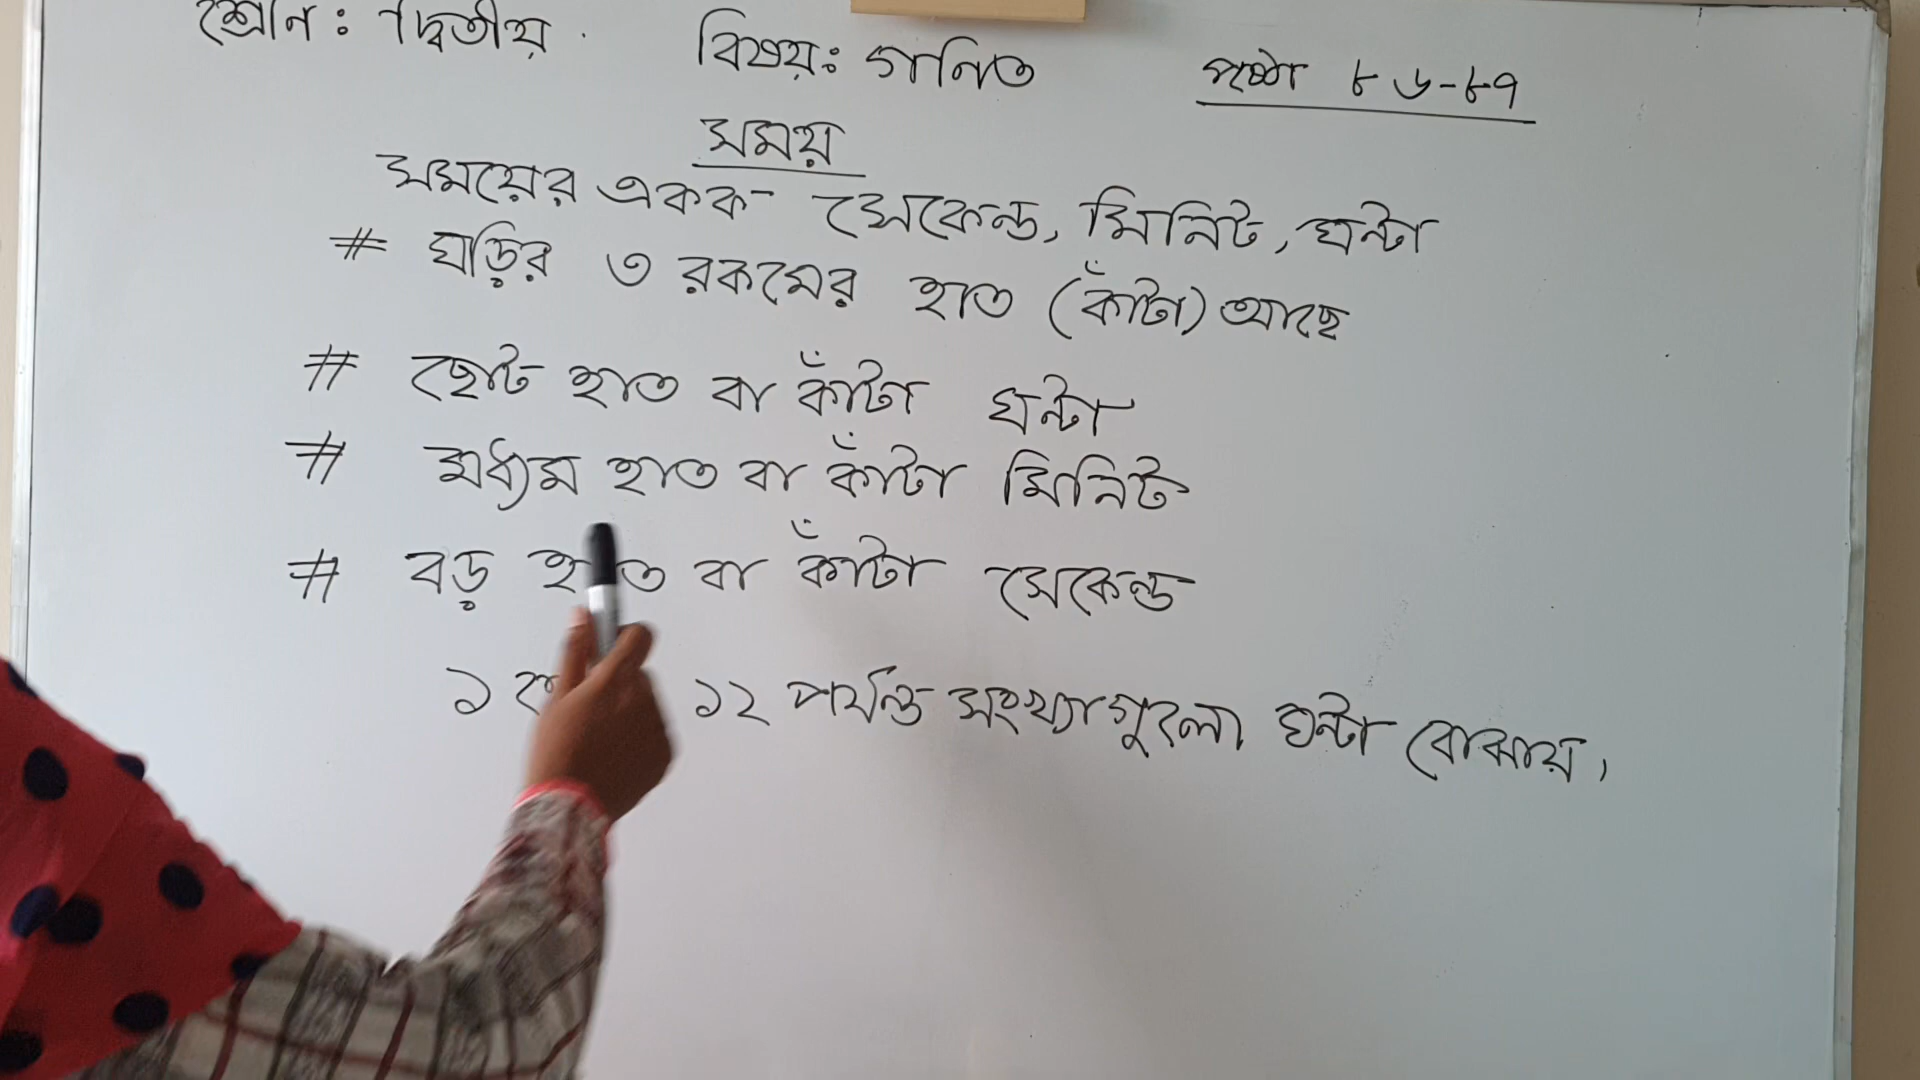 শ্রেণি: দ্বিতীয়
বিষয়ঃ গনিত
পৃষ্ঠা ৮৬-৮৭
সময়
সময়ের একক - সেকেন্ড, মিনিট, ঘন্টা
# ঘড়ির ৩ রকমের হাত (কাঁটা) আছে
# ছোট হাত বা কাঁটা ঘন্টা
# মধ্যম হাত বা কাঁটা মিনিট
# বড় হাত বা কাঁটা সেকেন্ড
১ ১২ পর্যন্ত সংখ্যাগুলো ঘন্টা বোঝায়,